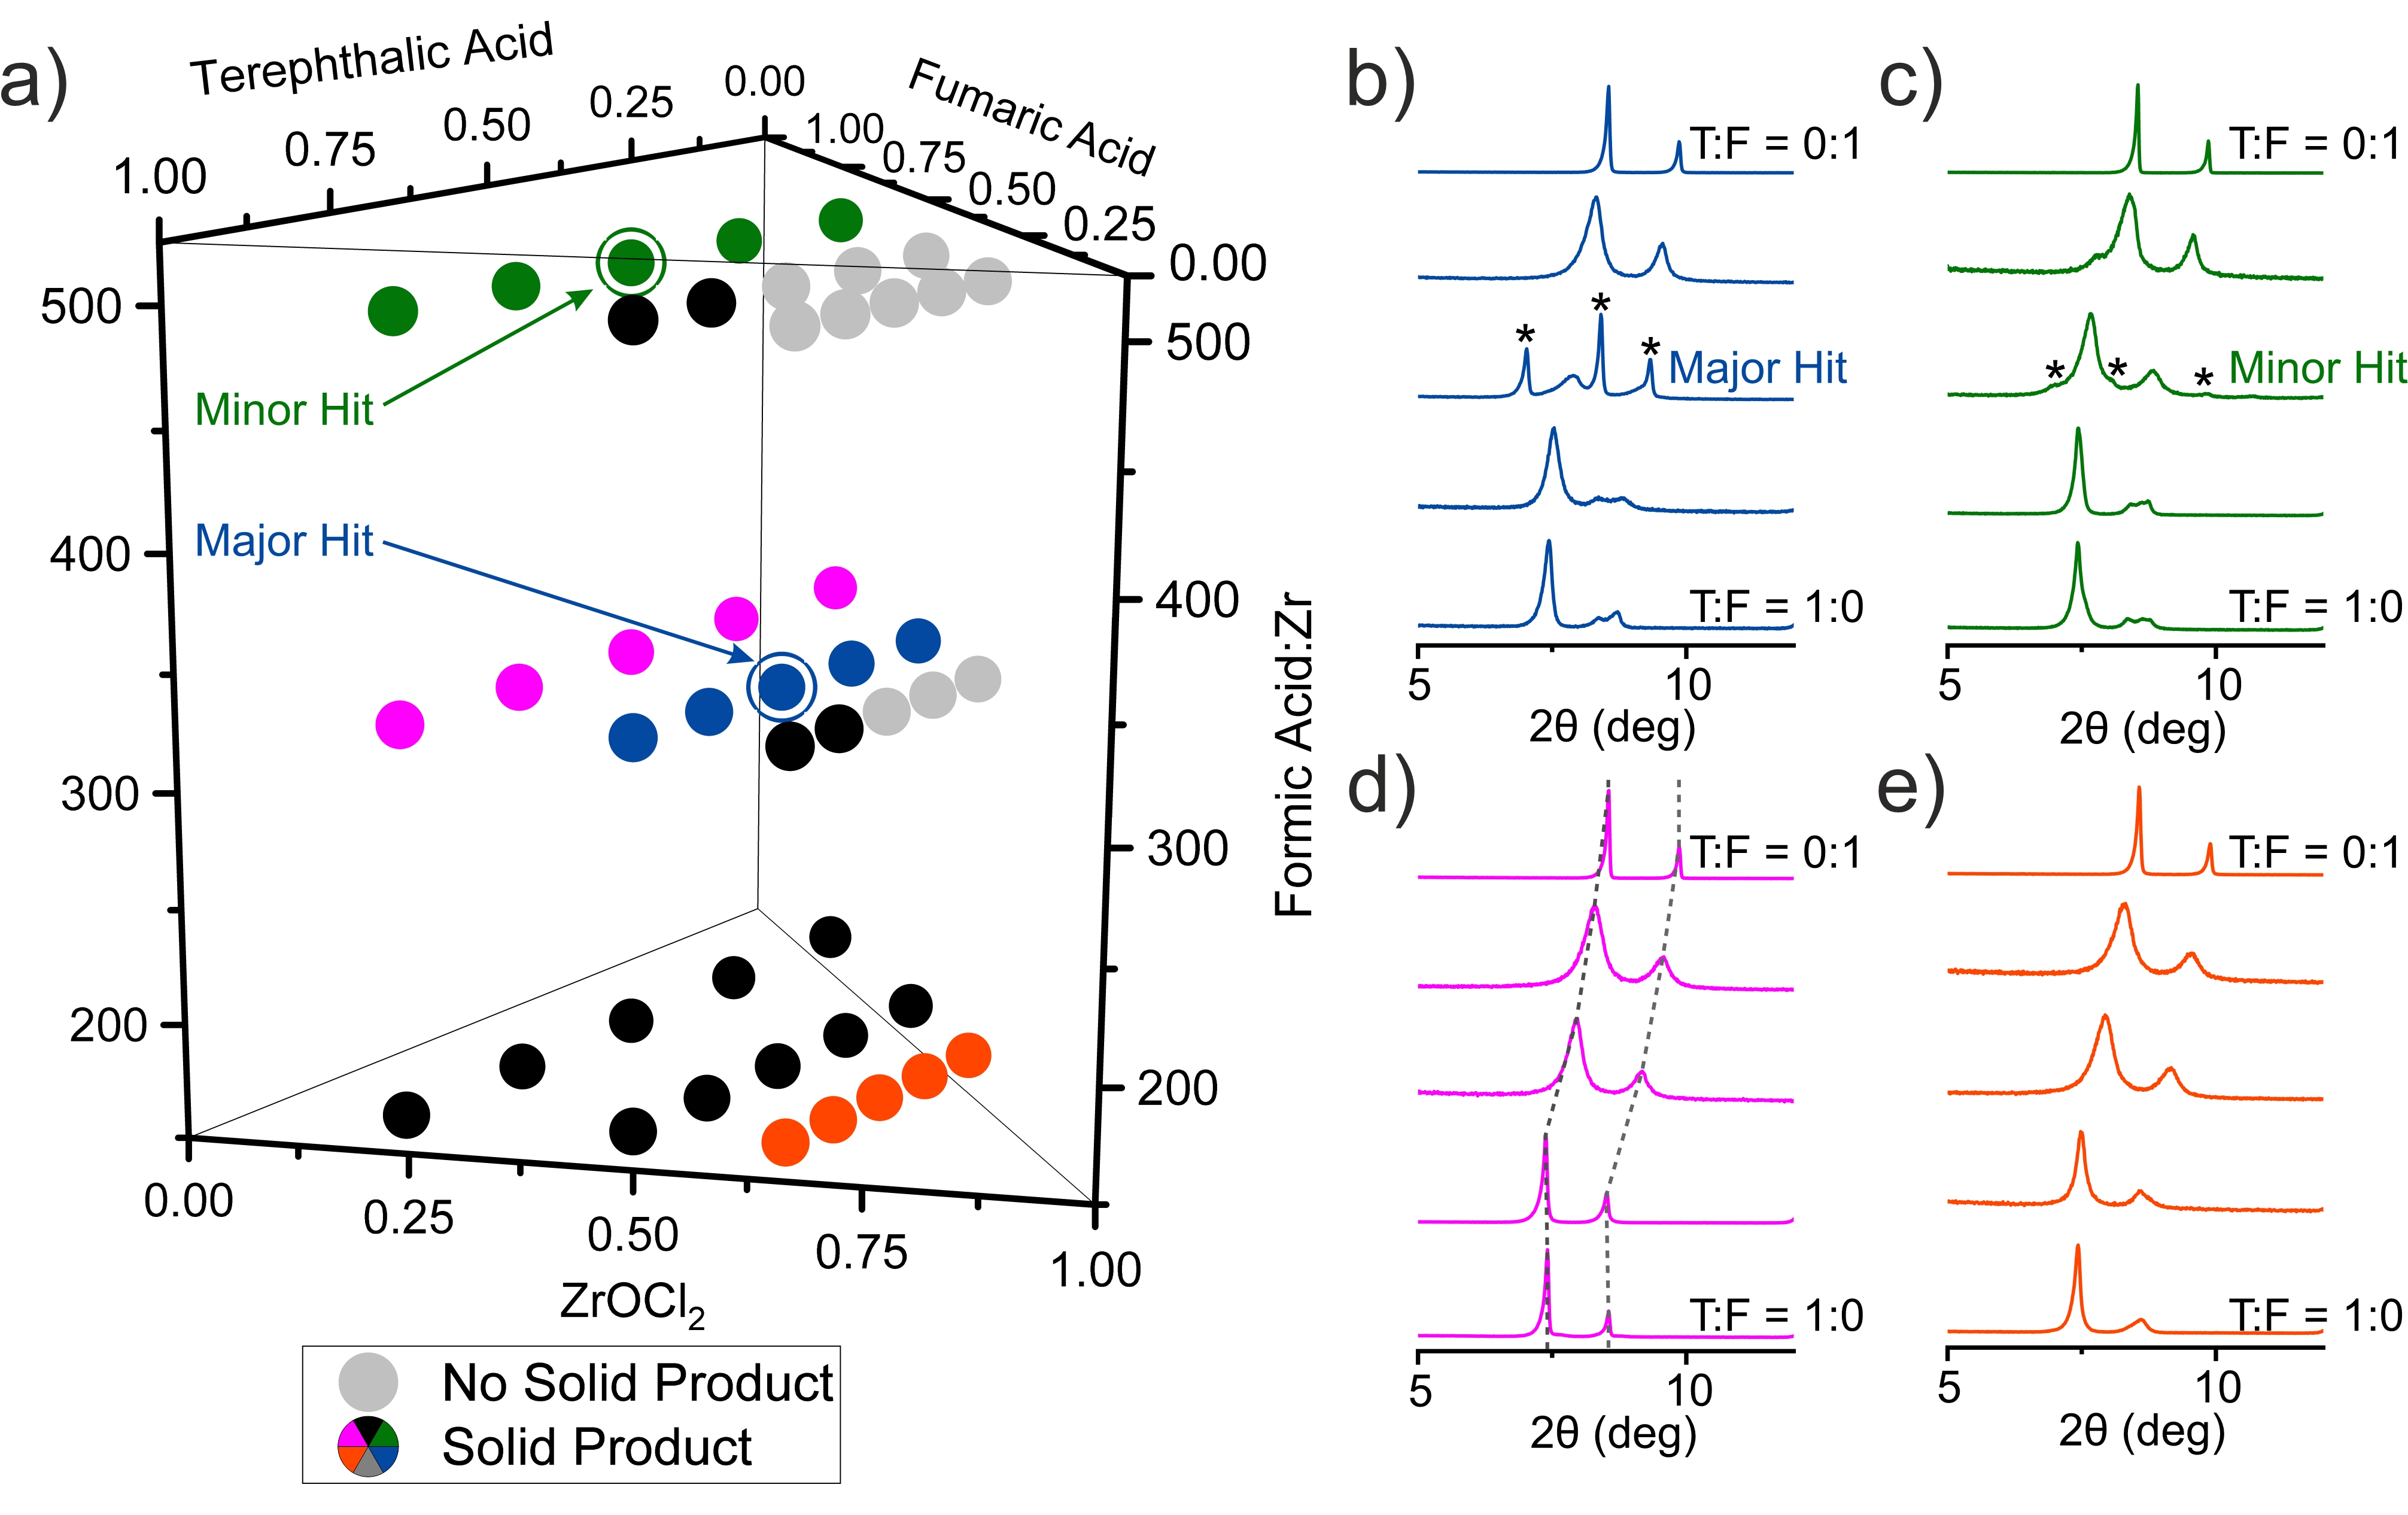 a)
Terephthalic Acid
Fumaric Acid
1.00
0.75
0.50
0.25
0.00
1.00
0.75
0.50
0.25
0.00
500
400
300
200
500
400
300
200
Formic Acid:Zr
Minor Hit
Major Hit
0.00
0.25
0.50
0.75
1.00
ZrOCl₂
No Solid Product
Solid Product
b)
T:F = 0:1
* * *
Major Hit
T:F = 1:0
5 10
2θ (deg)
c)
T:F = 0:1
* * *
Minor Hit
T:F = 1:0
5 10
2θ (deg)
d)
T:F = 0:1
T:F = 1:0
5 10
2θ (deg)
e)
T:F = 0:1
T:F = 1:0
5 10
2θ (deg)